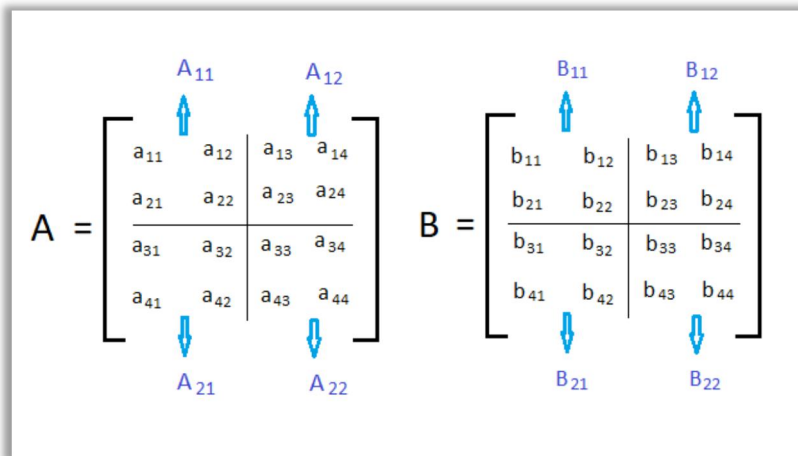 A11 A12 B11 B12
a11 a12 a13 a14 b11 b12 b13 b14
a21 a22 a23 a24 b21 b22 b23 b24
A = B =
a31 a32 a33 a34 b31 b32 b33 b34
a41 a42 a43 a44 b41 b42 b43 b44
A21 A22 B21 B22